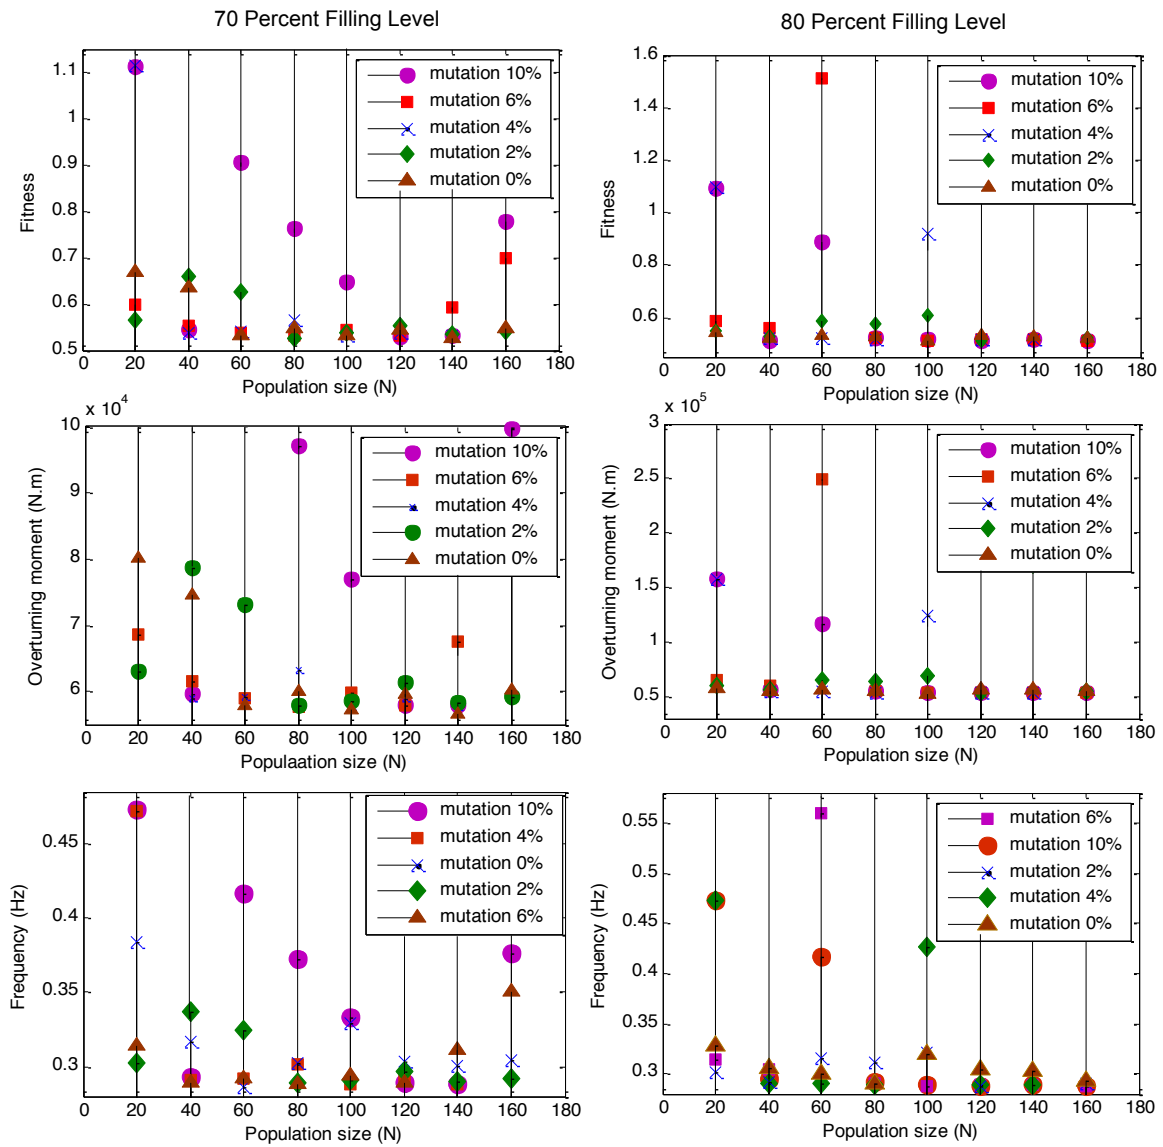 70 Percent Filling Level
80 Percent Filling Level
Fitness
1.1
1
0.9
0.8
0.7
0.6
0.5
0 20 40 60 80 100 120 140 160 180
Population size (N)
mutation 10%
mutation 6%
mutation 4%
mutation 2%
mutation 0%
Fitness
1.6
1.4
1.2
1
0.8
0.6
0 20 40 60 80 100 120 140 160 180
Population size (N)
mutation 10%
mutation 6%
mutation 4%
mutation 2%
mutation 0%
x 10⁴
Overturning moment (N.m)
10
9
8
7
6
0 20 40 60 80 100 120 140 160 180
Populaation size (N)
mutation 10%
mutation 6%
mutation 4%
mutation 2%
mutation 0%
x 10⁵
Overturning moment (N.m)
3
2.5
2
1.5
1
0.5
0 20 40 60 80 100 120 140 160 180
Population size (N)
mutation 10%
mutation 6%
mutation 4%
mutation 2%
mutation 0%
Frequency (Hz)
0.45
0.4
0.35
0.3
0 20 40 60 80 100 120 140 160 180
Population size (N)
mutation 10%
mutation 4%
mutation 0%
mutation 2%
mutation 6%
Frequency (Hz)
0.55
0.5
0.45
0.4
0.35
0.3
0 20 40 60 80 100 120 140 160 180
Population size (N)
mutation 6%
mutation 10%
mutation 2%
mutation 4%
mutation 0%